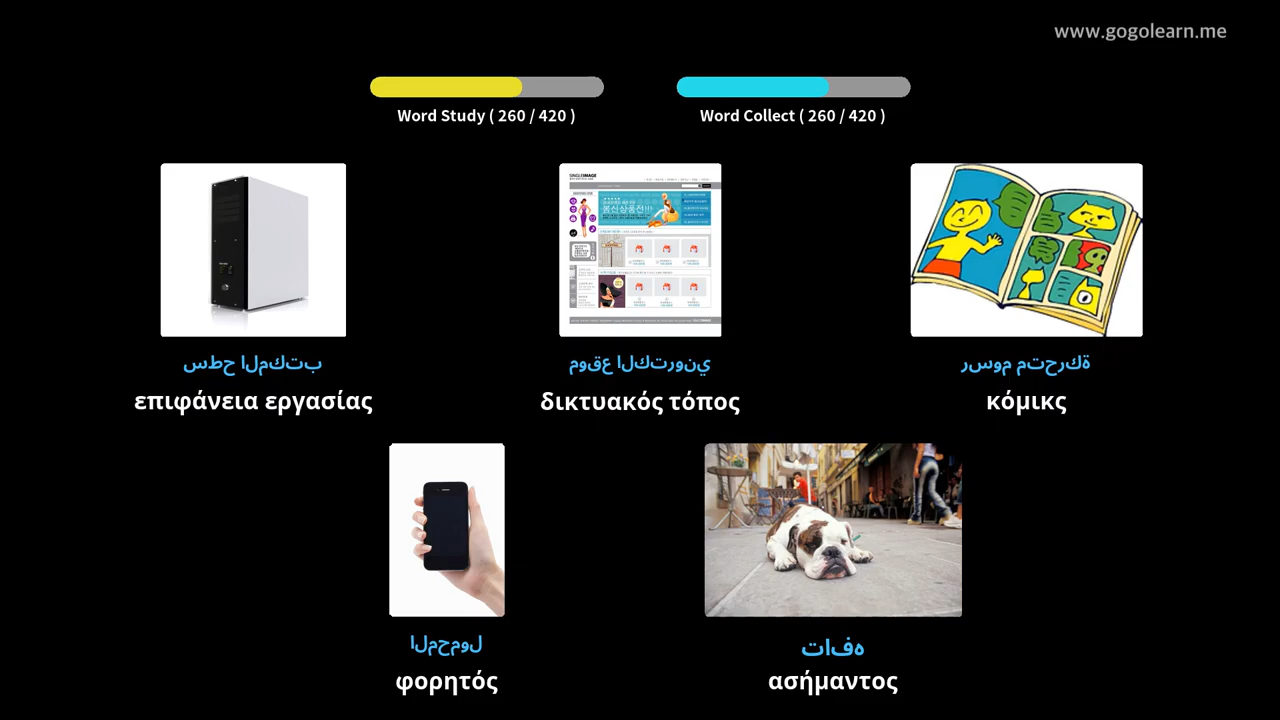 www.gogolearn.me
Word Study ( 260 / 420 )
Word Collect ( 260 / 420 )
سطح المكتب
موقع الكتروني
رسوم متحركة
επιφάνεια εργασίας
δικτυακός τόπος
κόμικς
المحمول
تافه
φορητός
ασήμαντος